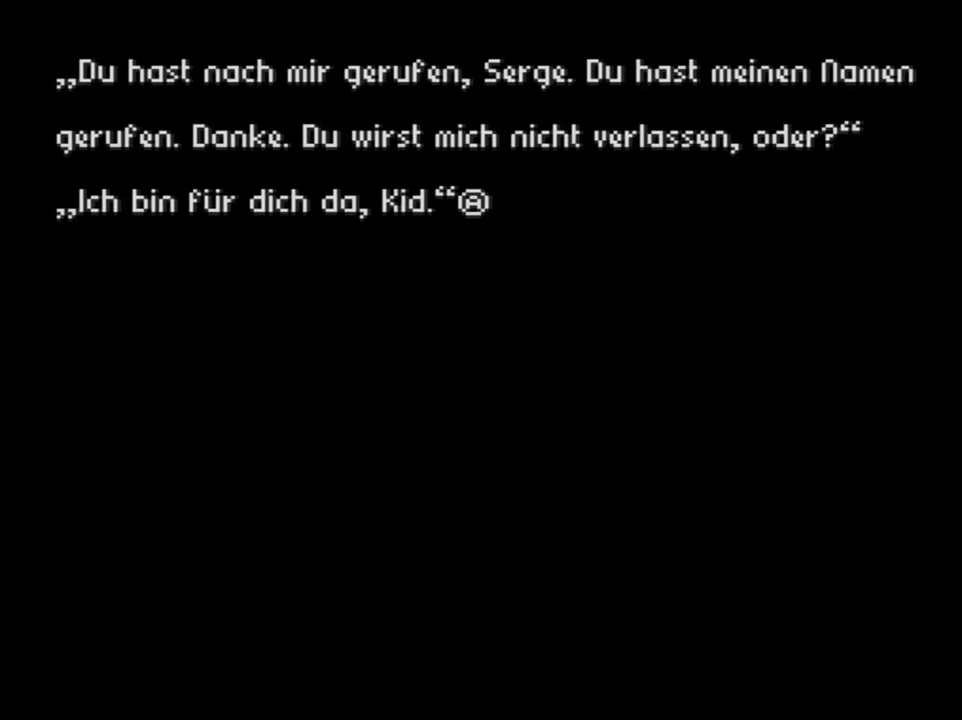 „Du hast nach mir gerufen, Serge. Du hast meinen Namen
gerufen. Danke. Du wirst mich nicht verlassen, oder?“
„Ich bin für dich da, Kid.“@